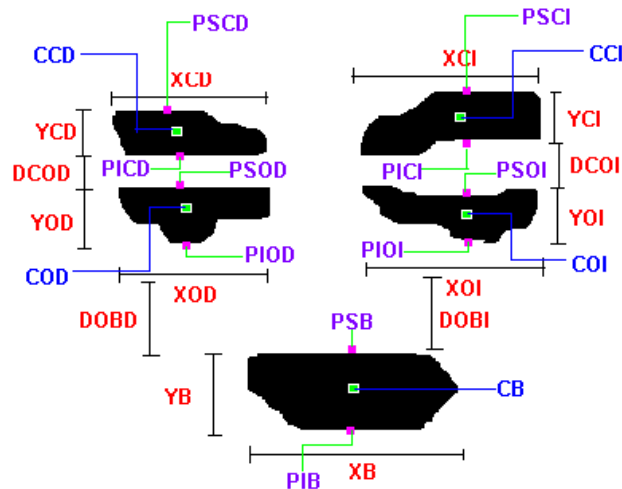 PSCD
PSCI
CCD
XCD
XCI
CCI
YCD
YCI
DCOD
PICD
PSOD
PICI
PSOI
DCOI
YOD
YOI
COD
PIOD
PIOI
COI
XOD
XOI
DOBD
PSB
DOBI
YB
CB
PIB
XB